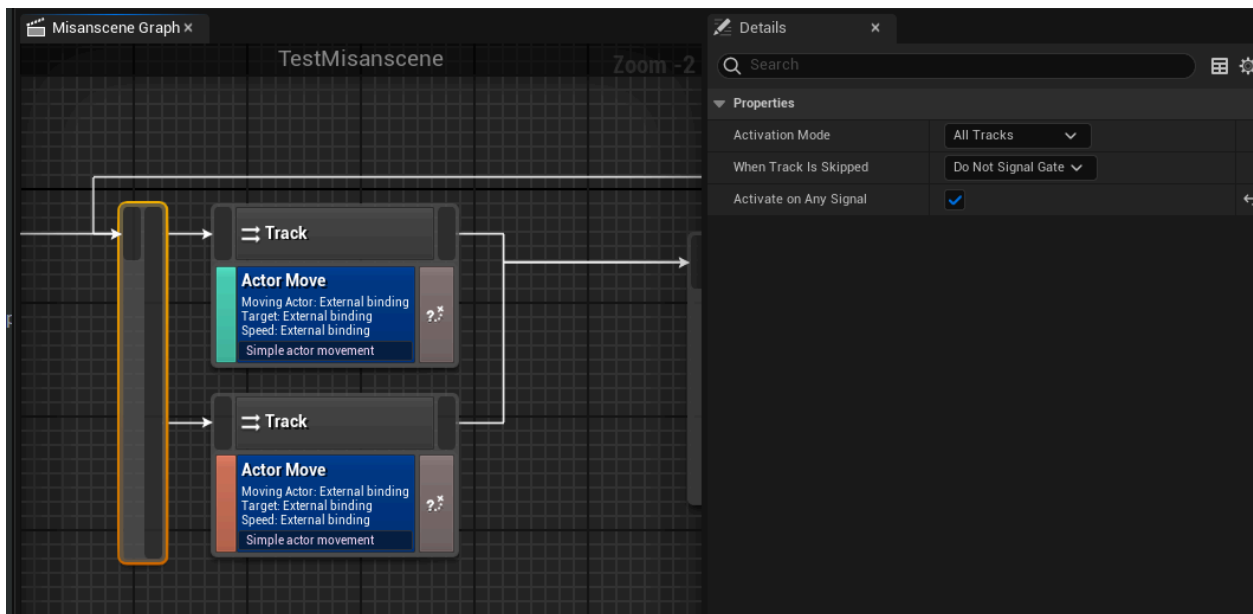 Misanscene Graph
TestMisanscene
Zoom -2
Track
Actor Move
Moving Actor: External binding
Target: External binding
Speed: External binding
Simple actor movement
Track
Actor Move
Moving Actor: External binding
Target: External binding
Speed: External binding
Simple actor movement
Details
Search
Properties
Activation Mode
All Tracks
When Track Is Skipped
Do Not Signal Gate
Activate on Any Signal